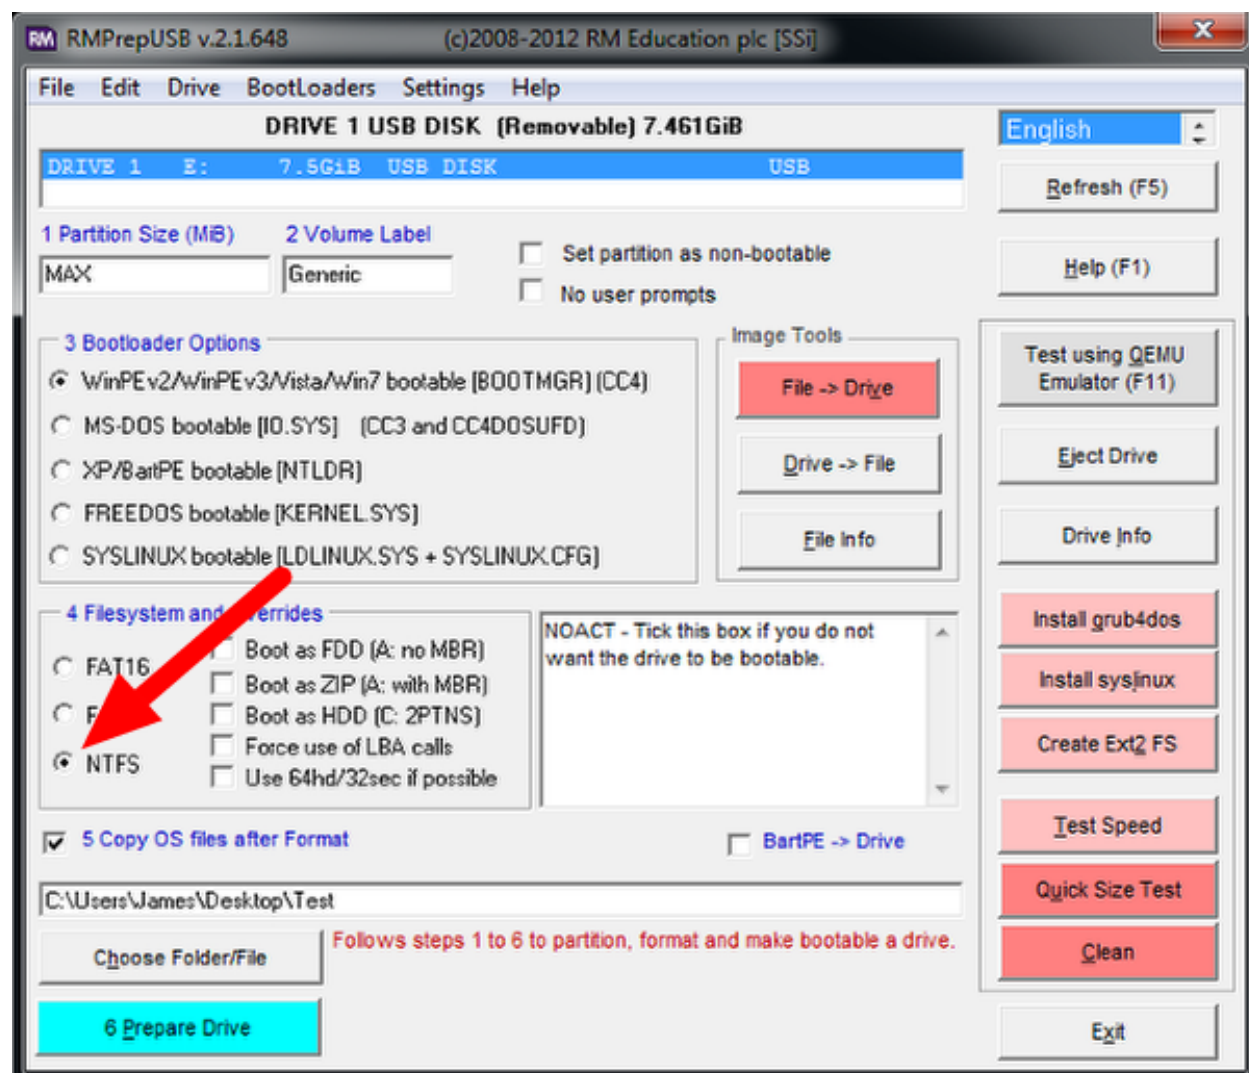 RM RMPrepUSB v.2.1.648 (c)2008-2012 RM Education plc [SSi]
File Edit Drive BootLoaders Settings Help
DRIVE 1 USB DISK (Removable) 7.461GiB
English
DRIVE 1 E: 7.5GiB USB DISK USB
Refresh (F5)
1 Partition Size (MiB) 2 Volume Label
MAX Generic
Set partition as non-bootable
No user prompts
Help (F1)
3 Bootloader Options
WinPEv2/WinPEv3/Vista/Win7 bootable [BOOTMGR] (CC4)
MS-DOS bootable [IO.SYS] (CC3 and CC4DOSUFD)
XP/BartPE bootable [NTLDR]
FREEDOS bootable [KERNEL.SYS]
SYSLINUX bootable [LDLINUX.SYS + SYSLINUX.CFG]
Image Tools
File -> Drive
Drive -> File
File Info
Test using QEMU
Emulator (F11)
Eject Drive
Drive Info
4 Filesystem and
FAT16
NTFS
Boot as FDD (A: no MBR)
Boot as ZIP (A: with MBR)
Boot as HDD (C: 2PTNS)
Force use of LBA calls
Use 64hd/32sec if possible
NOACT - Tick this box if you do not
want the drive to be bootable.
Install grub4dos
Install syslinux
Create Ext2 FS
Test Speed
Quick Size Test
Clean
5 Copy OS files after Format
BartPE -> Drive
C:\Users\James\Desktop\Test
Choose Folder/File
Follows steps 1 to 6 to partition, format and make bootable a drive.
6 Prepare Drive
Exit